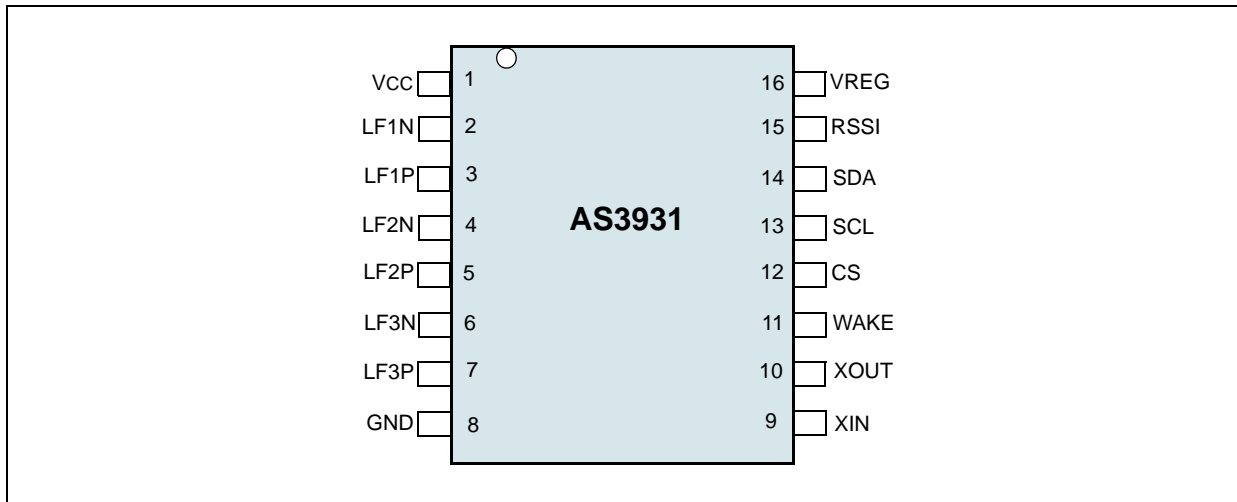 VCC 1 16 VREG
LF1N 2 15 RSSI
LF1P 3 14 SDA
LF2N 4 AS3931 13 SCL
LF2P 5 12 CS
LF3N 6 11 WAKE
LF3P 7 10 XOUT
GND 8 9 XIN